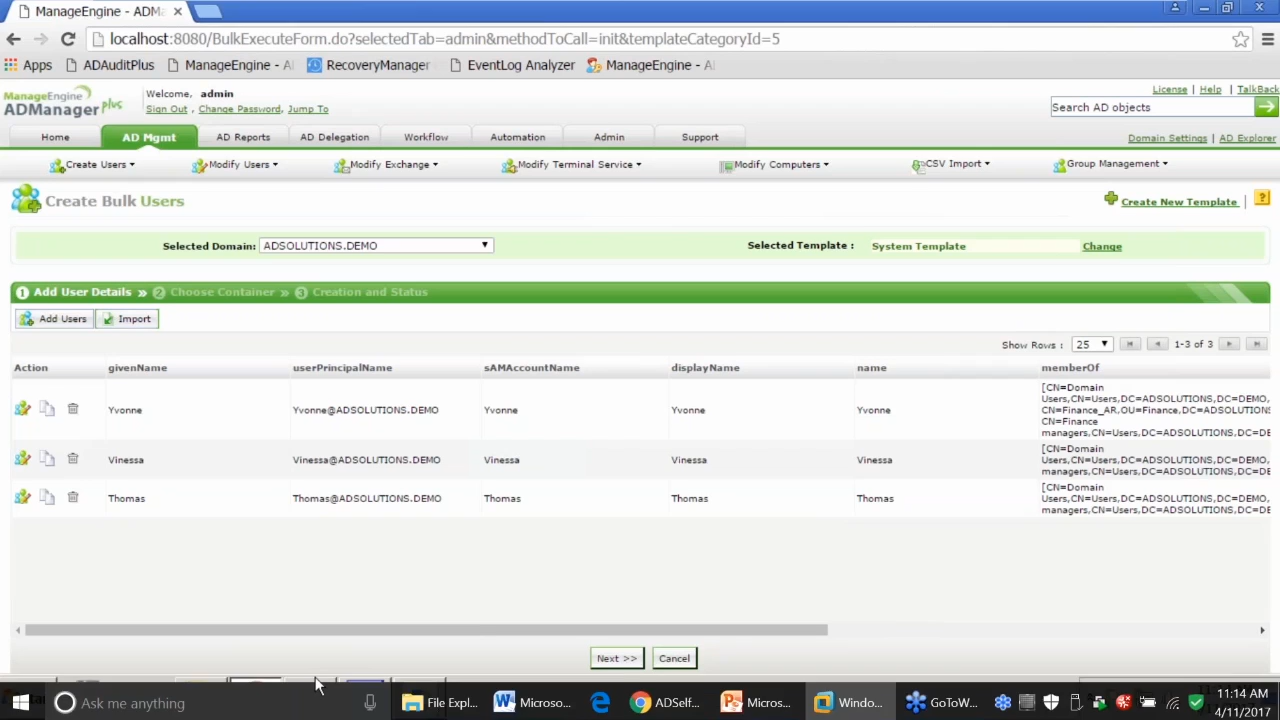 ManageEngine - ADMa
localhost:8080/BulkExecuteForm.do?selectedTab=admin&methodToCall=init&templateCategoryId=5
Apps ADAuditPlus ManageEngine - A RecoveryManager EventLog Analyzer ManageEngine - A
ManageEngine
ADManager plus
Welcome, admin
Sign Out , Change Password, Jump To
License | Help | TalkBack
Search AD objects
Home AD Mgmt AD Reports AD Delegation Workflow Automation Admin Support
Domain Settings | AD Explorer
Create Users Modify Users Modify Exchange Modify Terminal Service Modify Computers CSV Import Group Management
Create Bulk Users
Create New Template | ?
Selected Domain: ADSOLUTIONS.DEMO Selected Template : System Template Change
1 Add User Details » 2 Choose Container » 3 Creation and Status
Add Users Import
Show Rows : 25 1-3 of 3
Action givenName userPrincipalName sAMAccountName displayName name memberOf
Yvonne Yvonne@ADSOLUTIONS.DEMO Yvonne Yvonne Yvonne
[CN=Domain
Users,CN=Users,DC=ADSOLUTIONS,DC=DEMO,
CN=Finance_AR,OU=Finance,DC=ADSOLUTIONS
CN=Finance
managers,CN=Users,DC=ADSOLUTIONS,DC=DE
Vinessa Vinessa@ADSOLUTIONS.DEMO Vinessa Vinessa Vinessa
[CN=Domain
Users,CN=Users,DC=ADSOLUTIONS,DC=DEMO,
managers,CN=Users,DC=ADSOLUTIONS,DC=DE
Thomas Thomas@ADSOLUTIONS.DEMO Thomas Thomas Thomas
[CN=Domain
Users,CN=Users,DC=ADSOLUTIONS,DC=DEMO,
managers,CN=Users,DC=ADSOLUTIONS,DC=DE
Next >> Cancel
Ask me anything File Expl... Microso... ADSelf... Microso... Windo... GoToW...
11:14 AM
4/11/2017